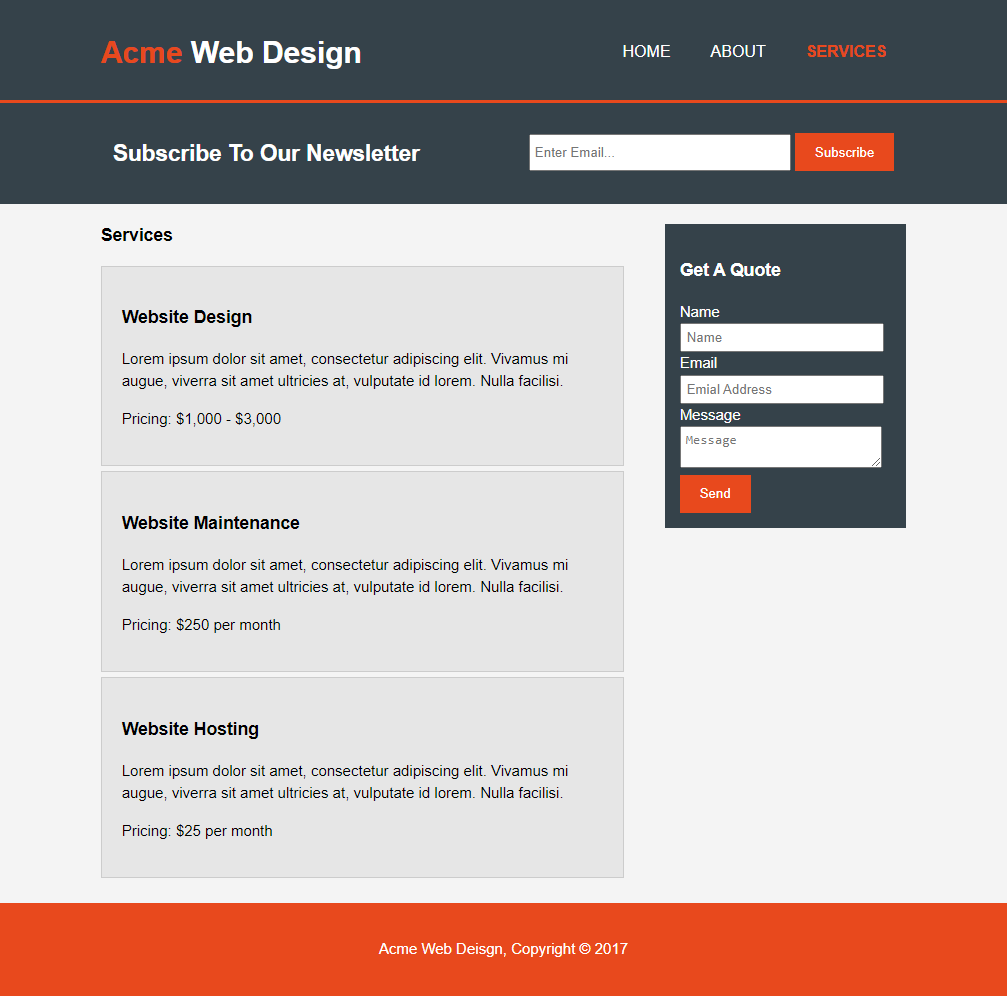 Acme Web Design
HOME ABOUT SERVICES
Subscribe To Our Newsletter
Enter Email...
Subscribe
Services
Website Design
Lorem ipsum dolor sit amet, consectetur adipiscing elit. Vivamus mi
augue, viverra sit amet ultricies at, vulputate id lorem. Nulla facilisi.
Pricing: $1,000 - $3,000
Website Maintenance
Lorem ipsum dolor sit amet, consectetur adipiscing elit. Vivamus mi
augue, viverra sit amet ultricies at, vulputate id lorem. Nulla facilisi.
Pricing: $250 per month
Website Hosting
Lorem ipsum dolor sit amet, consectetur adipiscing elit. Vivamus mi
augue, viverra sit amet ultricies at, vulputate id lorem. Nulla facilisi.
Pricing: $25 per month
Get A Quote
Name
Name
Email
Emial Address
Message
Message
Send
Acme Web Deisgn, Copyright © 2017